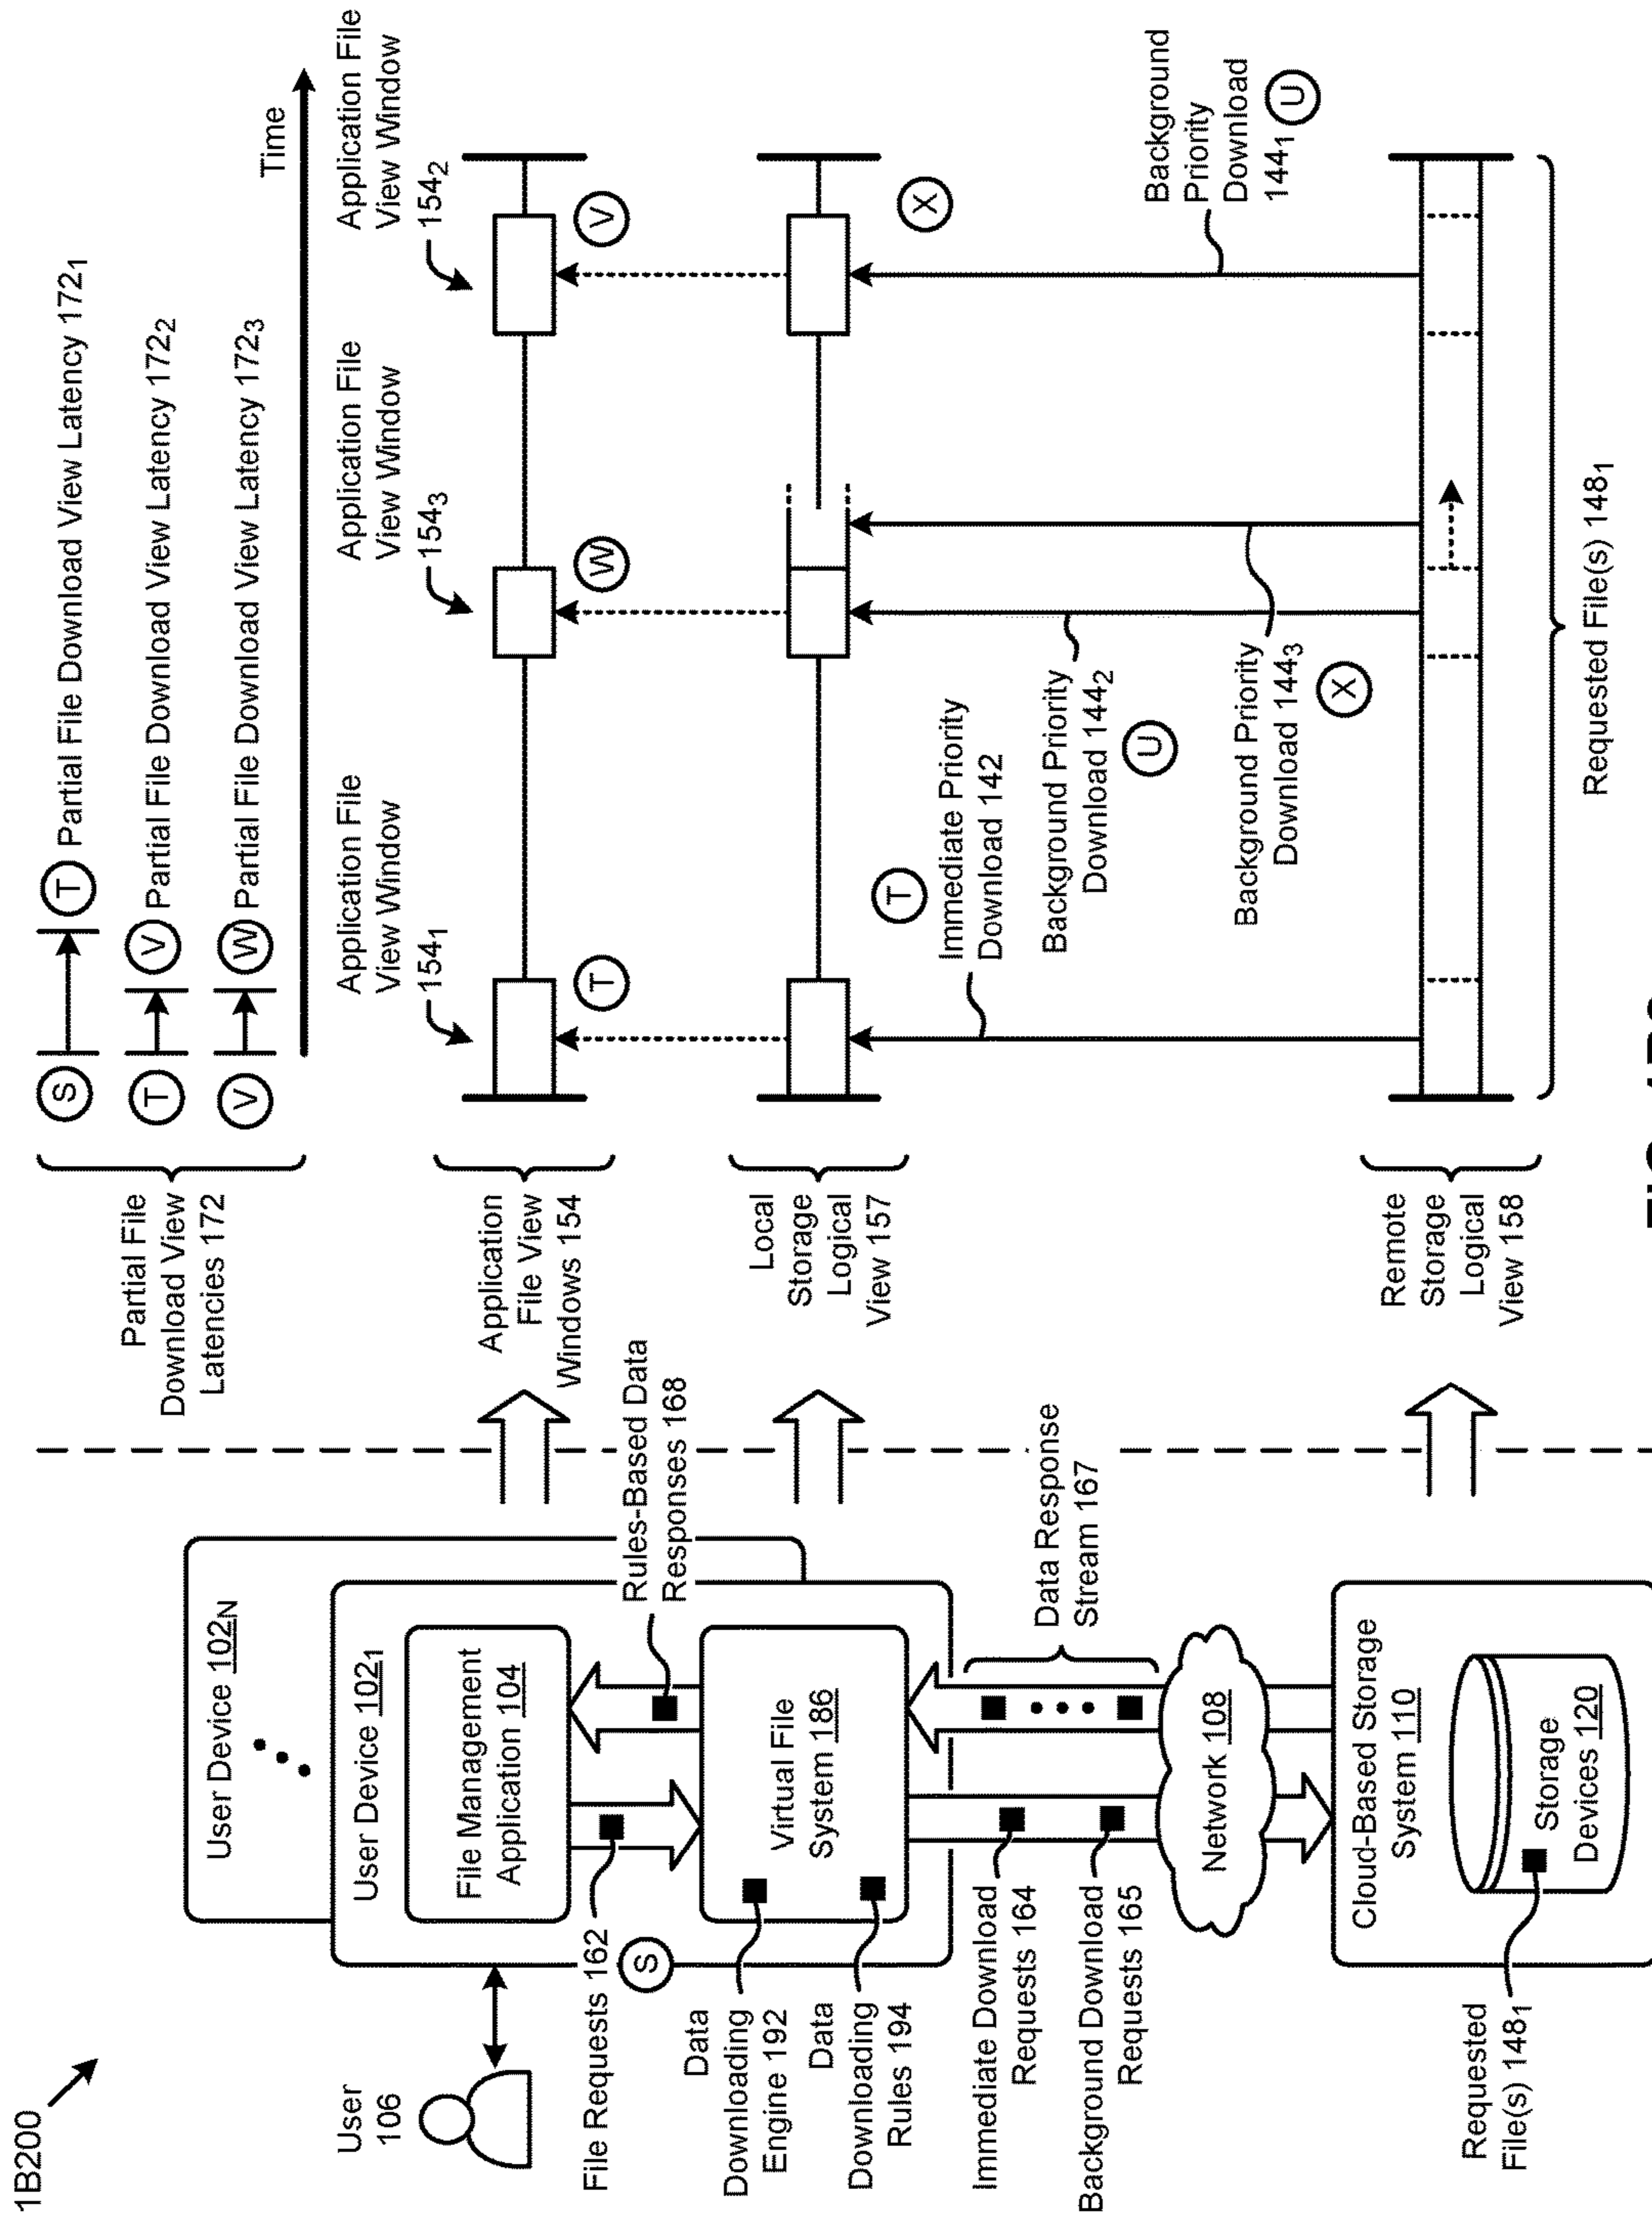 1B200
User
106
File Requests 162
S
Data
Downloading
Engine 192
Data
Downloading
Rules 194
Immediate Download
Requests 164
Background Download
Requests 165
Requested
File(s) 148₁
User Device 102N
User Device 102₁
File Management
Application 104
Virtual File
System 186
Network 108
Cloud-Based Storage
System 110
Storage
Devices 120
Rules-Based Data
Responses 168
Data Response
Stream 167
Partial File
Download View
Latencies 172
S
T Partial File Download View Latency 172₁
T
V Partial File Download View Latency 172₂
V
W Partial File Download View Latency 172₃
Time
Application
File View
Windows 154
Application File
View Window
154₁
T
Application File
View Window
154₃
W
Application File
View Window
154₂
V
Local
Storage
Logical
View 157
X
T
Immediate Priority
Download 142
Background Priority
Download 144₂
U
Background Priority
Download 144₃
X
Background
Priority
Download
144₁ U
Remote
Storage
Logical
View 158
Requested File(s) 148₁